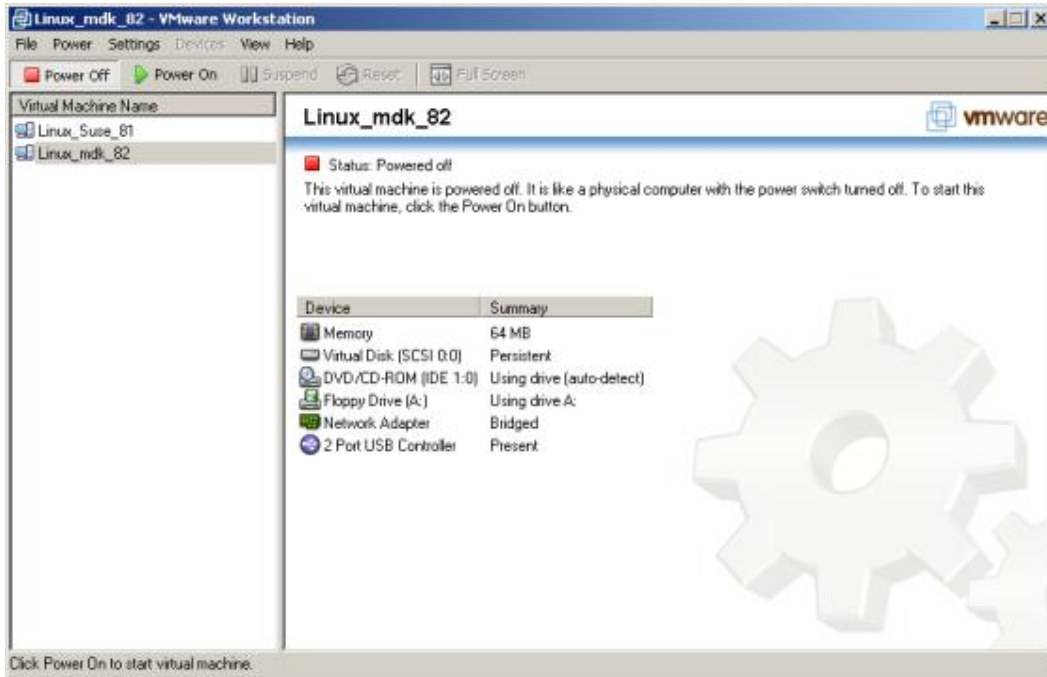 Linux_mdk_82 - VMware Workstation
File Power Settings Devices View Help
Power Off Power On Suspend Reset Full Screen
Virtual Machine Name
Linux_Suse_81
Linux_mdk_82
Linux_mdk_82
vmware
Status: Powered off
This virtual machine is powered off. It is like a physical computer with the power switch turned off. To start this
virtual machine, click the Power On button.
Device Summary
Memory 64 MB
Virtual Disk (SCSI 0:0) Persistent
DVD/CD-ROM (IDE 1:0) Using drive (auto-detect)
Floppy Drive (A:) Using drive A:
Network Adapter Bridged
2 Port USB Controller Present
Click Power On to start virtual machine.